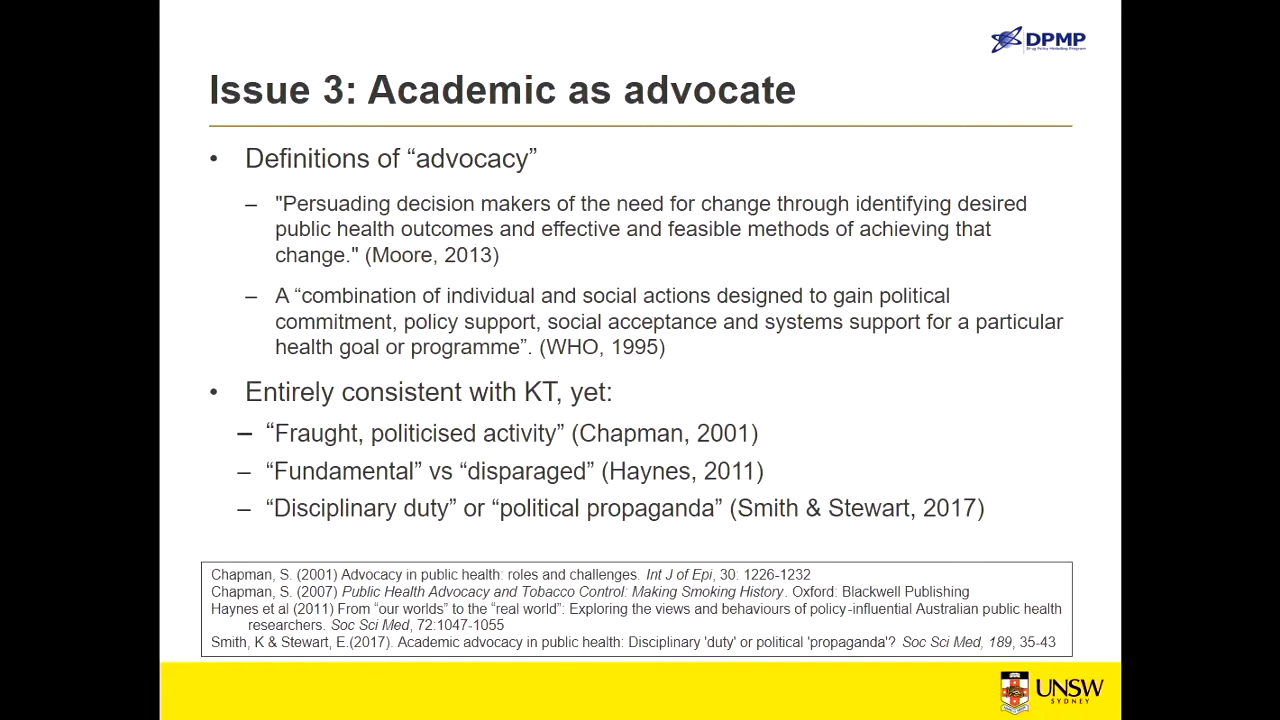 DPMP
Drug Policy Modelling Program
Issue 3: Academic as advocate
• Definitions of “advocacy”
– "Persuading decision makers of the need for change through identifying desired
public health outcomes and effective and feasible methods of achieving that
change." (Moore, 2013)
– A “combination of individual and social actions designed to gain political
commitment, policy support, social acceptance and systems support for a particular
health goal or programme”. (WHO, 1995)
• Entirely consistent with KT, yet:
– “Fraught, politicised activity” (Chapman, 2001)
– “Fundamental” vs “disparaged” (Haynes, 2011)
– “Disciplinary duty” or “political propaganda” (Smith & Stewart, 2017)
Chapman, S. (2001) Advocacy in public health: roles and challenges. Int J of Epi, 30: 1226-1232
Chapman, S. (2007) Public Health Advocacy and Tobacco Control: Making Smoking History. Oxford: Blackwell Publishing
Haynes et al (2011) From “our worlds” to the “real world”: Exploring the views and behaviours of policy-influential Australian public health
researchers. Soc Sci Med, 72:1047-1055
Smith, K & Stewart, E.(2017). Academic advocacy in public health: Disciplinary 'duty' or political 'propaganda'? Soc Sci Med, 189, 35-43
UNSW
SYDNEY